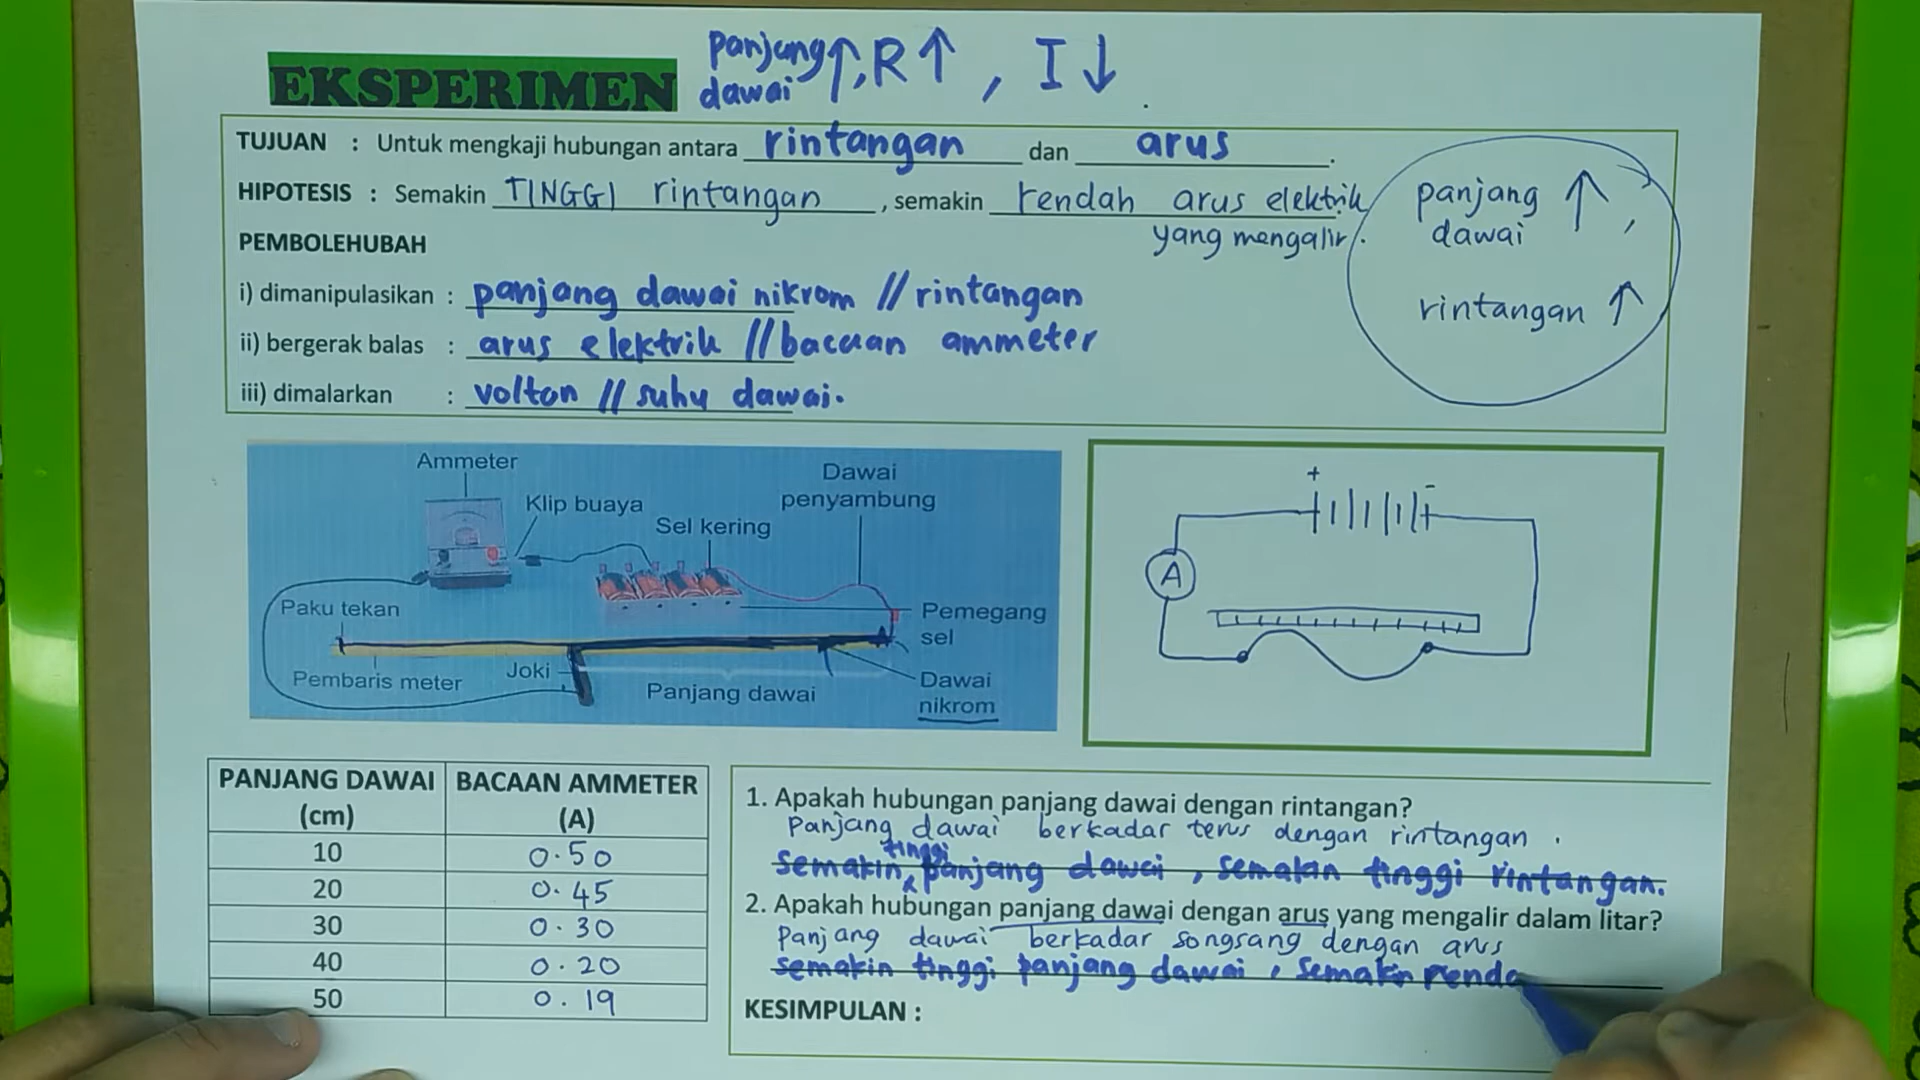 panjang ↑, R ↑ , I ↓
dawai
EKSPERIMEN
TUJUAN : Untuk mengkaji hubungan antara rintangan dan arus.
HIPOTESIS : Semakin TINGGI rintangan, semakin rendah arus elektrik
yang mengalir.
panjang ↑ ,
dawai
rintangan ↑
PEMBOLEHUBAH
i) dimanipulasikan : panjang dawai nikrom // rintangan
ii) bergerak balas : arus elektrik // bacaan ammeter
iii) dimalarkan : voltan // suhu dawai.
Ammeter
Klip buaya
Sel kering
Dawai
penyambung
Paku tekan
Pemegang
sel
Joki
Pembaris meter
Panjang dawai
Dawai
nikrom
+ -
A
PANJANG DAWAI BACAAN AMMETER
(cm) (A)
10 0.50
20 0.45
30 0.30
40 0.20
50 0.19
1. Apakah hubungan panjang dawai dengan rintangan?
Panjang dawai berkadar terus dengan rintangan .
tinggi
semakin panjang dawai , semakin tinggi rintangan.
2. Apakah hubungan panjang dawai dengan arus yang mengalir dalam litar?
Panjang dawai berkadar songsang dengan arus
semakin tinggi panjang dawai , semakin renda
KESIMPULAN :